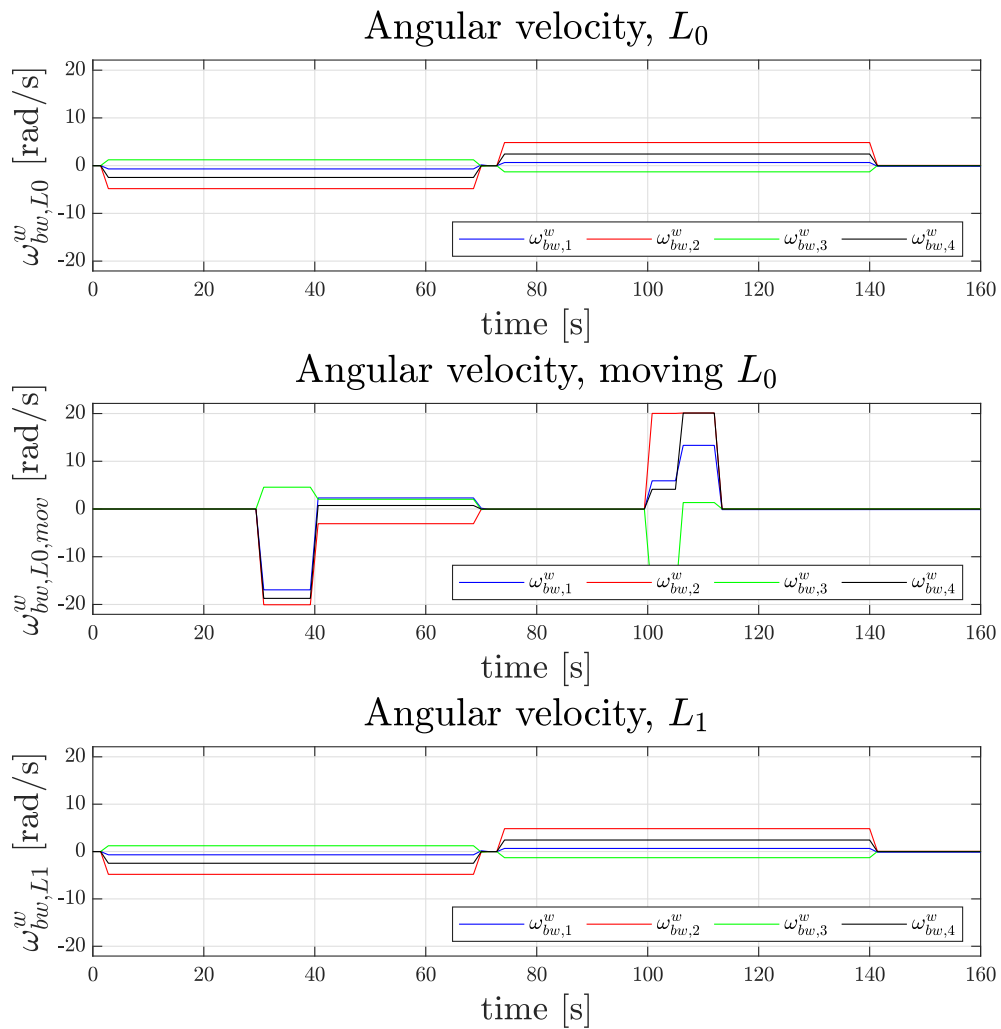 Angular velocity, L₀
ω^w_{bw,L0} [rad/s]
20
10
0
-10
-20
ω^w_{bw,1} ω^w_{bw,2} ω^w_{bw,3} ω^w_{bw,4}
0 20 40 60 80 100 120 140 160
time [s]
Angular velocity, moving L₀
ω^w_{bw,L0,mov} [rad/s]
20
10
0
-10
-20
ω^w_{bw,1} ω^w_{bw,2} ω^w_{bw,3} ω^w_{bw,4}
0 20 40 60 80 100 120 140 160
time [s]
Angular velocity, L₁
ω^w_{bw,L1} [rad/s]
20
10
0
-10
-20
ω^w_{bw,1} ω^w_{bw,2} ω^w_{bw,3} ω^w_{bw,4}
0 20 40 60 80 100 120 140 160
time [s]